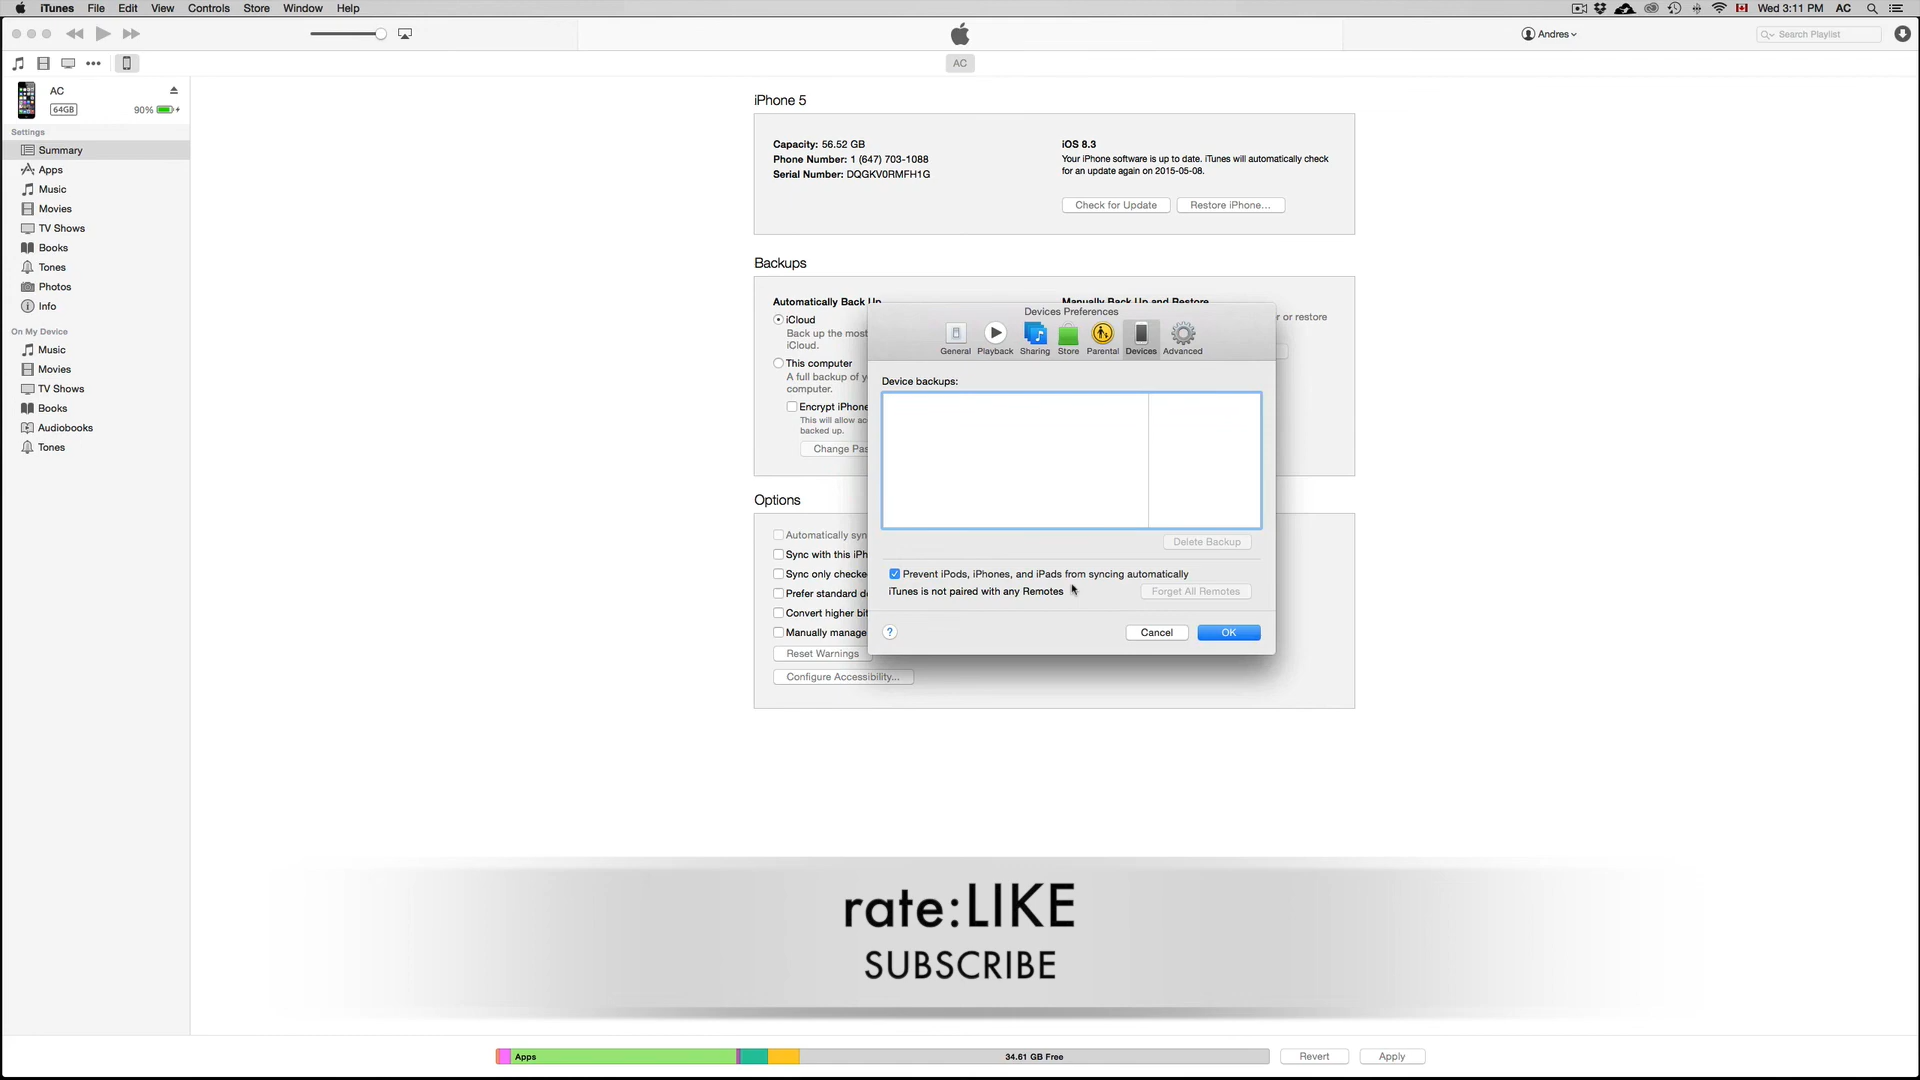 iTunes File Edit View Controls Store Window Help
Wed 3:11 PM AC
Andres
Search Playlist
AC
AC
64GB 90%
Settings
Summary
Apps
Music
Movies
TV Shows
Books
Tones
Photos
Info
On My Device
Music
Movies
TV Shows
Books
Audiobooks
Tones
iPhone 5
Capacity: 56.52 GB
Phone Number: 1 (647) 703-1088
Serial Number: DQGKV0RMFH1G
iOS 8.3
Your iPhone software is up to date. iTunes will automatically check
for an update again on 2015-05-08.
Check for Update Restore iPhone...
Backups
Automatically Back Up
iCloud
Back up the most
iCloud.
This computer
A full backup of
computer.
Encrypt iPhone
This will allow
backed up.
Change
Manually Back Up and Restore
or restore
Devices Preferences
General Playback Sharing Store Parental Devices Advanced
Device backups:
Delete Backup
Prevent iPods, iPhones, and iPads from syncing automatically
iTunes is not paired with any Remotes
Forget All Remotes
? Cancel OK
Options
Automatically
Sync with this
Sync only
Prefer standard
Convert higher
Manually manage
Reset Warnings
Configure Accessibility...
rate:LIKE
SUBSCRIBE
Apps
34.61 GB Free
Revert Apply